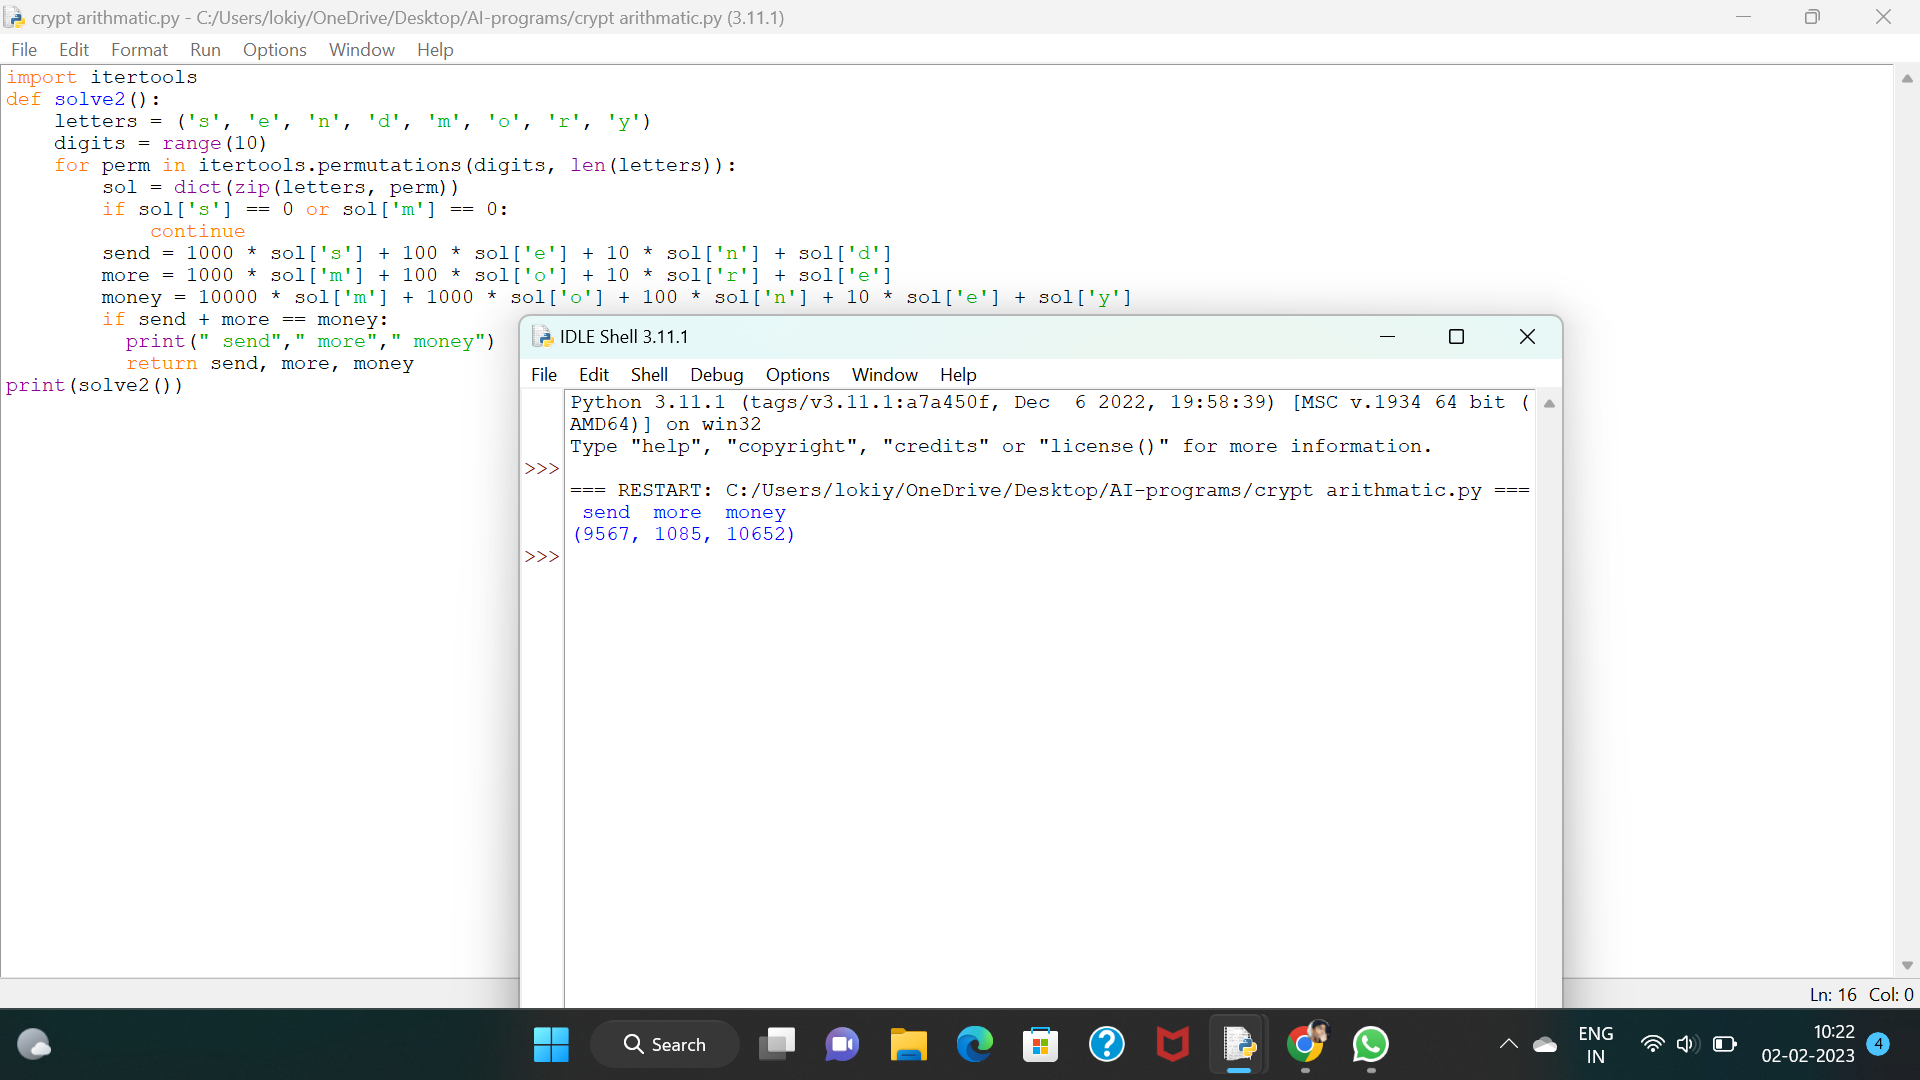 crypt arithmatic.py - C:/Users/lokiy/OneDrive/Desktop/AI-programs/crypt arithmatic.py (3.11.1)
File Edit Format Run Options Window Help
import itertools
def solve2():
    letters = ('s', 'e', 'n', 'd', 'm', 'o', 'r', 'y')
    digits = range(10)
    for perm in itertools.permutations(digits, len(letters)):
        sol = dict(zip(letters, perm))
        if sol['s'] == 0 or sol['m'] == 0:
            continue
        send = 1000 * sol['s'] + 100 * sol['e'] + 10 * sol['n'] + sol['d']
        more = 1000 * sol['m'] + 100 * sol['o'] + 10 * sol['r'] + sol['e']
        money = 10000 * sol['m'] + 1000 * sol['o'] + 100 * sol['n'] + 10 * sol['e'] + sol['y']
        if send + more == money:
          print(" send"," more"," money")
          return send, more, money
print(solve2())
IDLE Shell 3.11.1
File Edit Shell Debug Options Window Help
Python 3.11.1 (tags/v3.11.1:a7a450f, Dec  6 2022, 19:58:39) [MSC v.1934 64 bit (
AMD64)] on win32
Type "help", "copyright", "credits" or "license()" for more information.
>>>
=== RESTART: C:/Users/lokiy/OneDrive/Desktop/AI-programs/crypt arithmatic.py ===
 send  more  money
(9567, 1085, 10652)
>>>
Ln: 16 Col: 0
Search
ENG
IN
10:22
02-02-2023
4